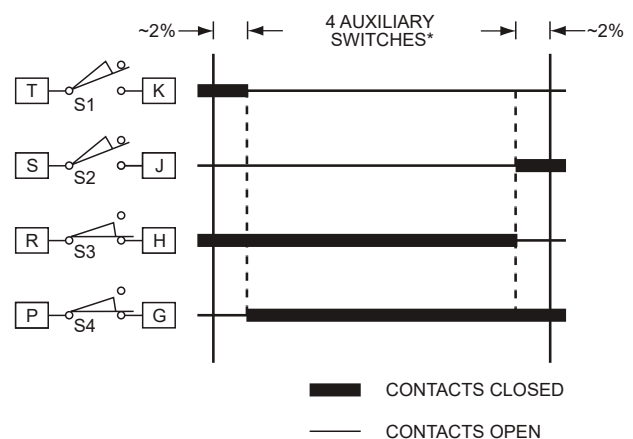 ~2% 4 AUXILIARY ~2%
SWITCHES*
T S1 K
S S2 J
R S3 H
P S4 G
CONTACTS CLOSED
CONTACTS OPEN